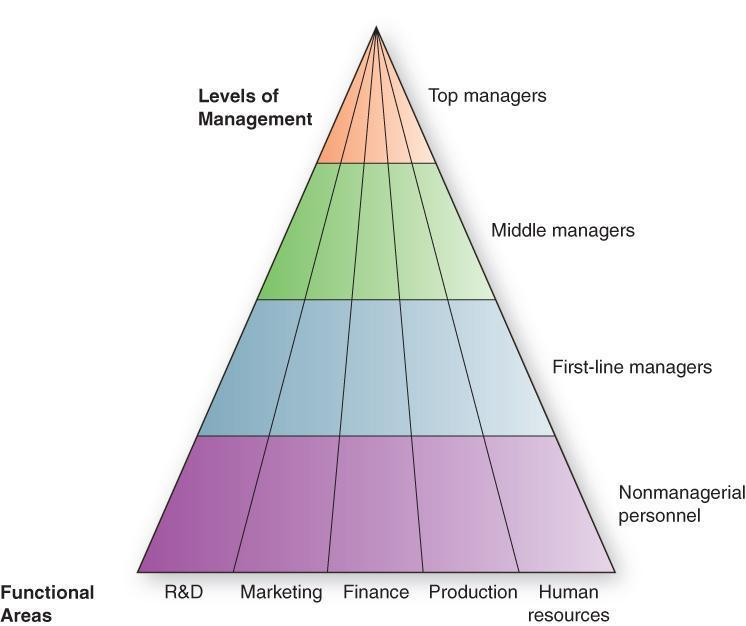 Levels of
Management
Top managers
Middle managers
First-line managers
Nonmanagerial
personnel
Functional
Areas
R&D
Marketing
Finance
Production
Human
resources